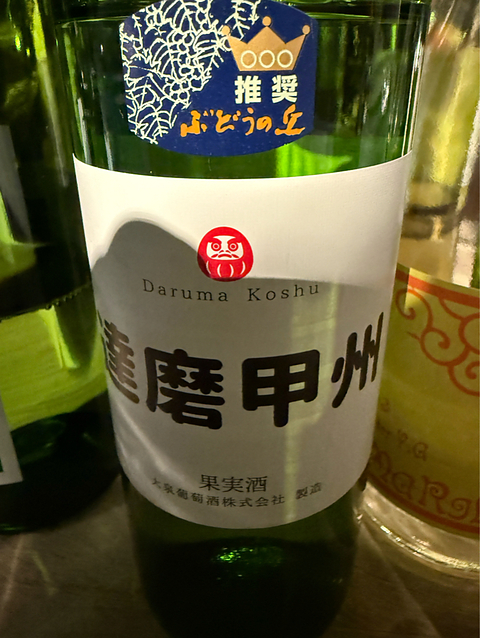 推奨
ぶどうの丘
Daruma Koshu
達磨甲州
果実酒
大泉葡萄酒株式会社 製造